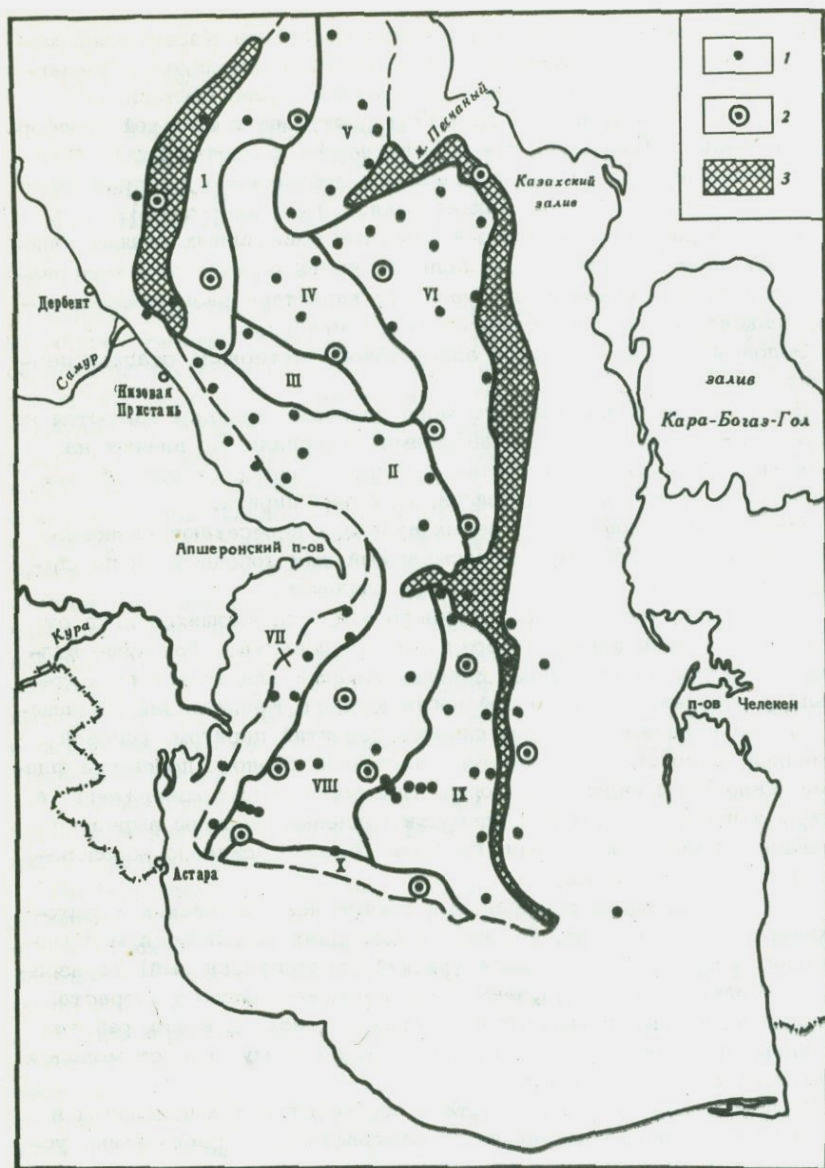 1
2
3
м. Песчаный
V
Казахский
залив
I
IV
VI
Дербент
Самур
Низовая
Пристань
III
залив
Кара-Богаз-Гол
II
Апшеронский п-ов
Кура
VII
п-ов Челекен
VIII
IX
X
Астара